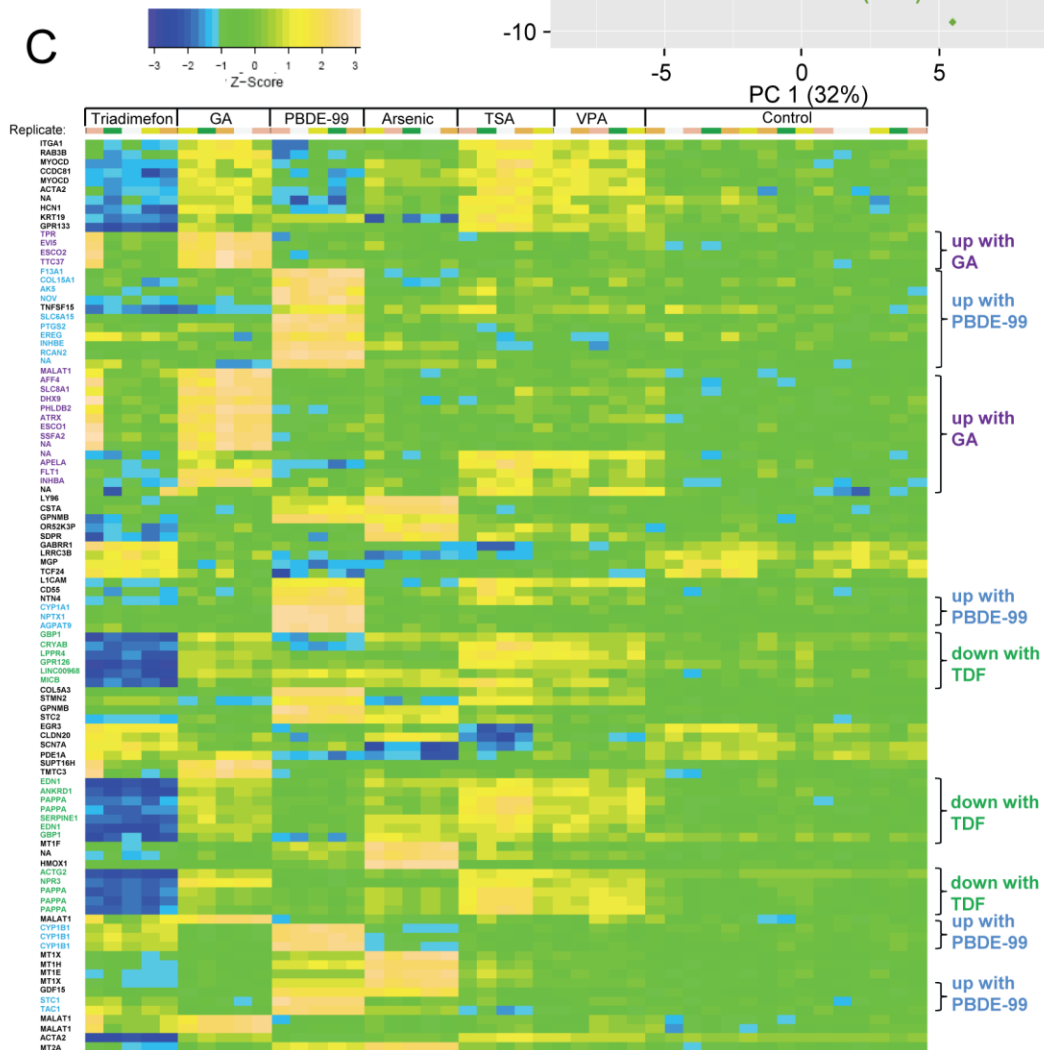 C
-3 -2 -1 0 1 2 3
Z-Score
-10
-5 0 5
PC 1 (32%)
Triadimefon GA PBDE-99 Arsenic TSA VPA Control
Replicate:
ITGA1
RAB3B
MYOCD
CCDC81
MYOCD
ACTA2
NA
HCN1
KRT19
GPR133
TPR
EVI5
ESCO2
TTC37
up with
GA
F13A1
COL15A1
AK5
NOV
TNFSF15
SLC6A15
PTGS2
EREG
INHBE
RCAN2
NA
up with
PBDE-99
MALAT1
AFF4
SLC8A1
DHX9
PHLDB2
ATRX
ESCO1
SSFA2
NA
NA
APELA
FLT1
INHBA
NA
up with
GA
LY96
CSTA
GPNMB
OR52K3P
SDPR
GABRR1
LRRC3B
MGP
TCF24
L1CAM
CD55
NTN4
CYP1A1
NPTX1
AGPAT9
up with
PBDE-99
GBP1
CRYAB
LPPR4
GPR126
LINC00968
MICB
down with
TDF
COL5A3
STMN2
GPNMB
STC2
EGR3
CLDN20
SCN7A
PDE1A
SUPT16H
TMTC3
EDN1
ANKRD1
PAPPA
PAPPA
SERPINE1
EDN1
GBP1
down with
TDF
MT1F
NA
HMOX1
ACTG2
NPR3
PAPPA
PAPPA
PAPPA
down with
TDF
MALAT1
CYP1B1
CYP1B1
CYP1B1
up with
PBDE-99
MT1X
MT1H
MT1E
MT1X
GDF15
STC1
TAC1
up with
PBDE-99
MALAT1
MALAT1
ACTA2
MT2A